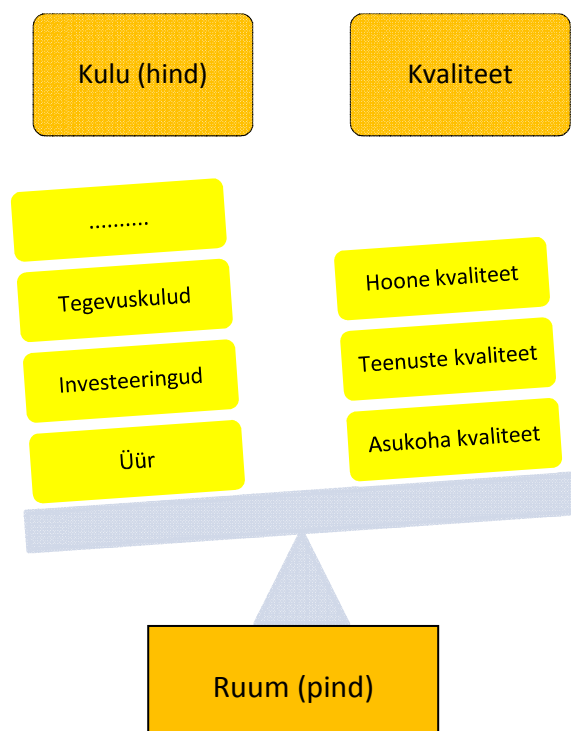 Kulu (hind)
Kvaliteet
..........
Tegevuskulud
Investeeringud
Üür
Hoone kvaliteet
Teenuste kvaliteet
Asukoha kvaliteet
Ruum (pind)